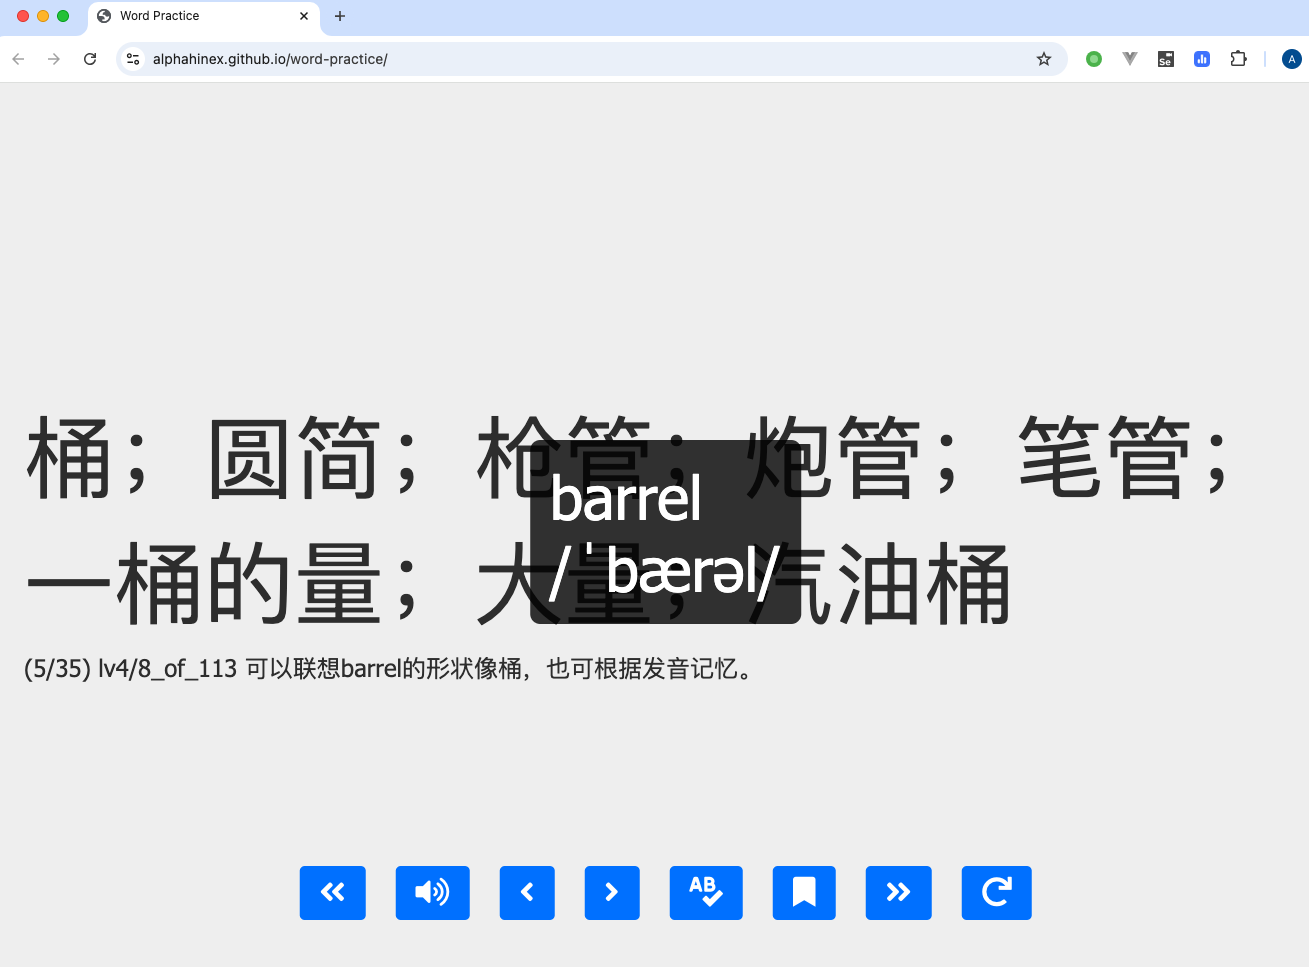 Word Practice
alphahinex.github.io/word-practice/
Se
A
桶；圆简；枪管；炮管；笔管；
一桶的量；大量；汽油桶
barrel
/ˈbærəl/
(5/35) lv4/8_of_113 可以联想barrel的形状像桶，也可根据发音记忆。
AB